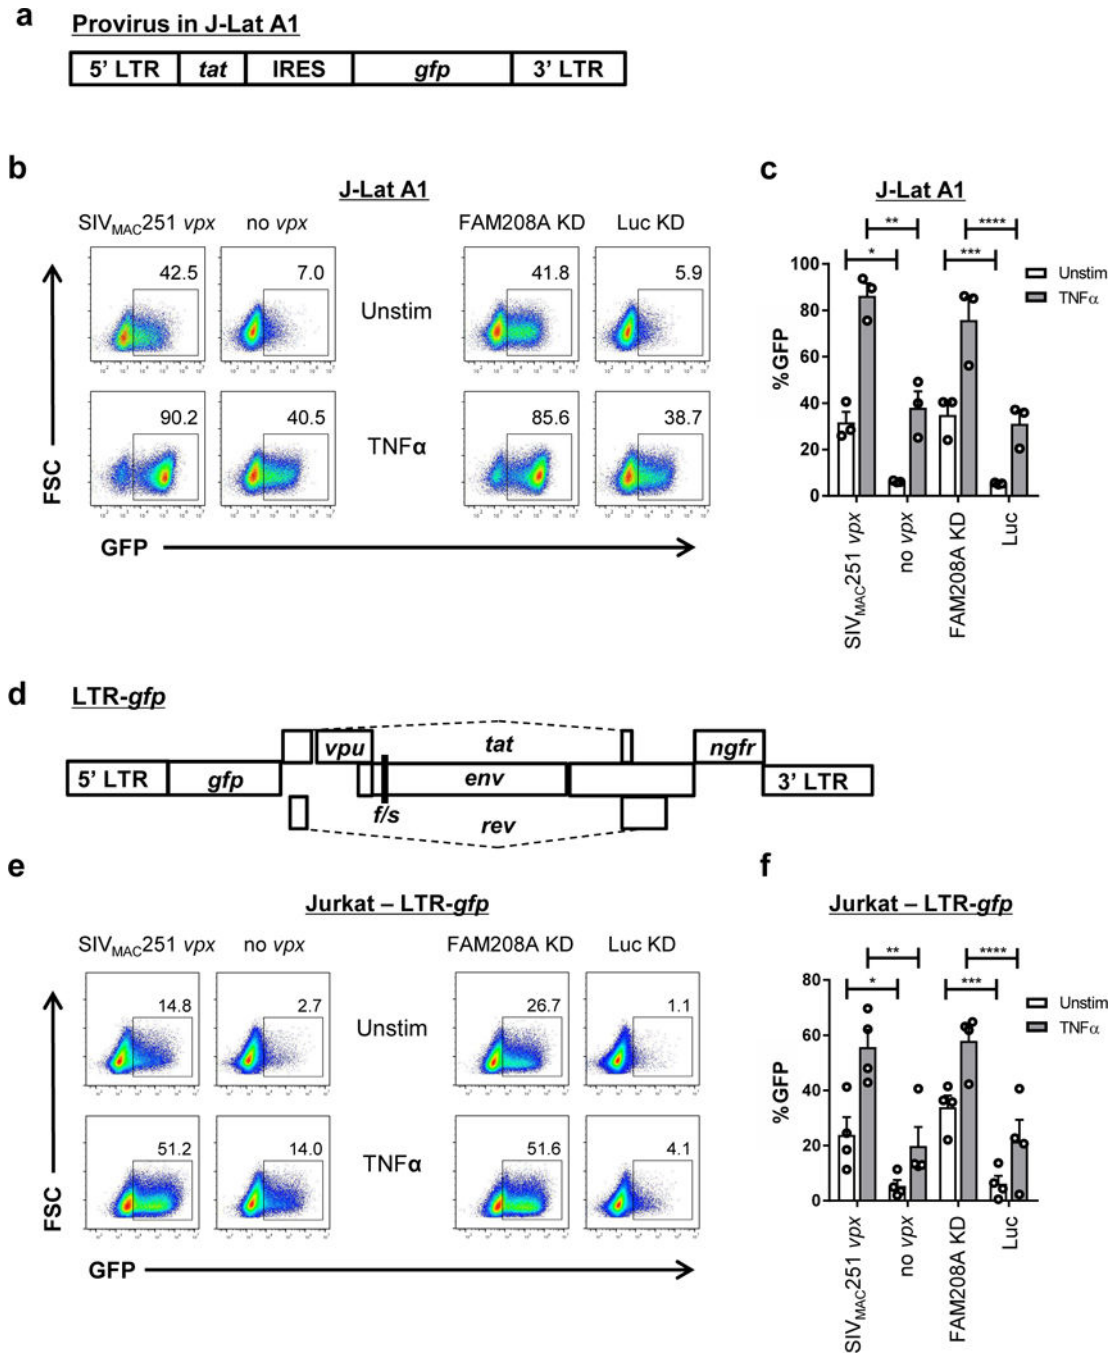 a
Provirus in J-Lat A1
5' LTR tat IRES gfp 3' LTR
b
J-Lat A1
SIVMAC251 vpx no vpx FAM208A KD Luc KD
42.5 7.0 Unstim 41.8 5.9
90.2 40.5 TNFα 85.6 38.7
FSC
GFP
c
J-Lat A1
** ****
* ***
100
80
60
40
20
0
%GFP
Unstim
TNFα
SIVMAC251 vpx
no vpx
FAM208A KD
Luc
d
LTR-gfp
vpu tat ngfr
5' LTR gfp env 3' LTR
f/s rev
e
Jurkat – LTR-gfp
SIVMAC251 vpx no vpx FAM208A KD Luc KD
14.8 2.7 Unstim 26.7 1.1
51.2 14.0 TNFα 51.6 4.1
FSC
GFP
f
Jurkat – LTR-gfp
** ****
* ***
80
60
40
20
0
%GFP
Unstim
TNFα
SIVMAC251 vpx
no vpx
FAM208A KD
Luc